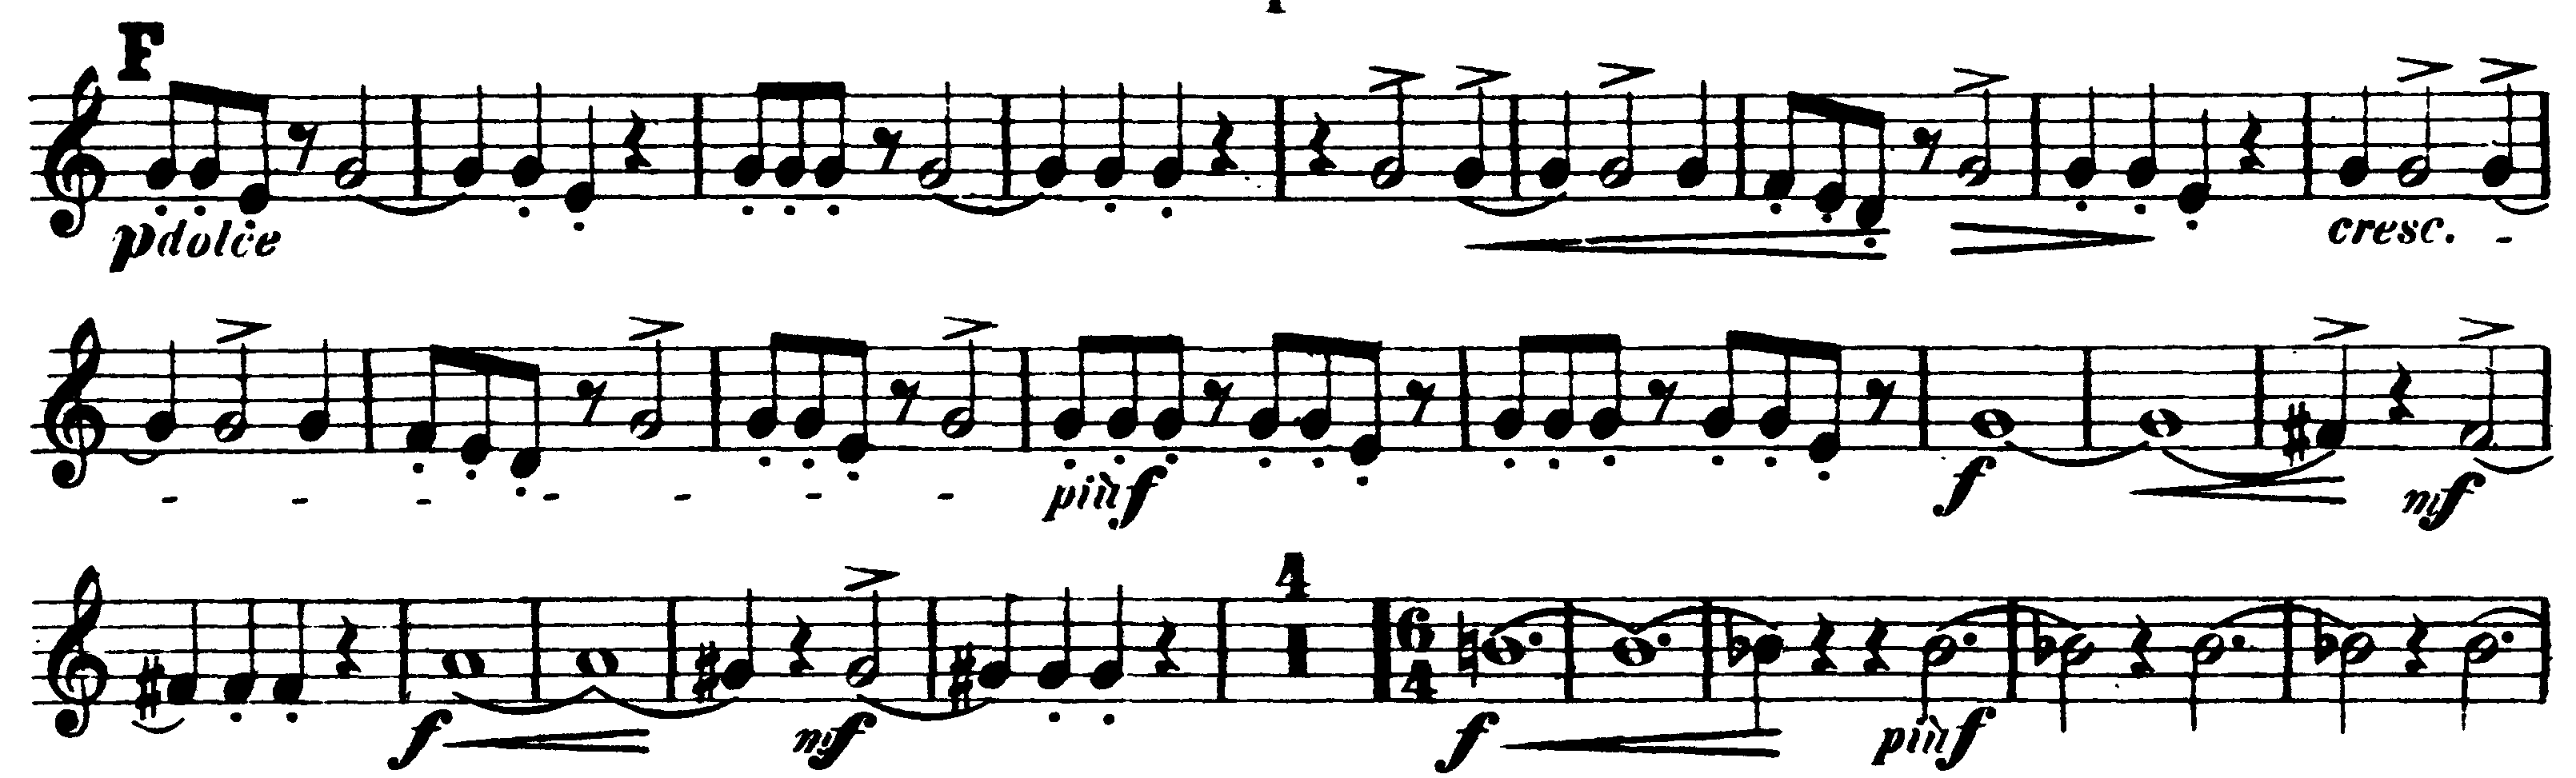 F
p dolce cresc. -
- - - - - - - più f f mf
4
6
4
f mf f più f